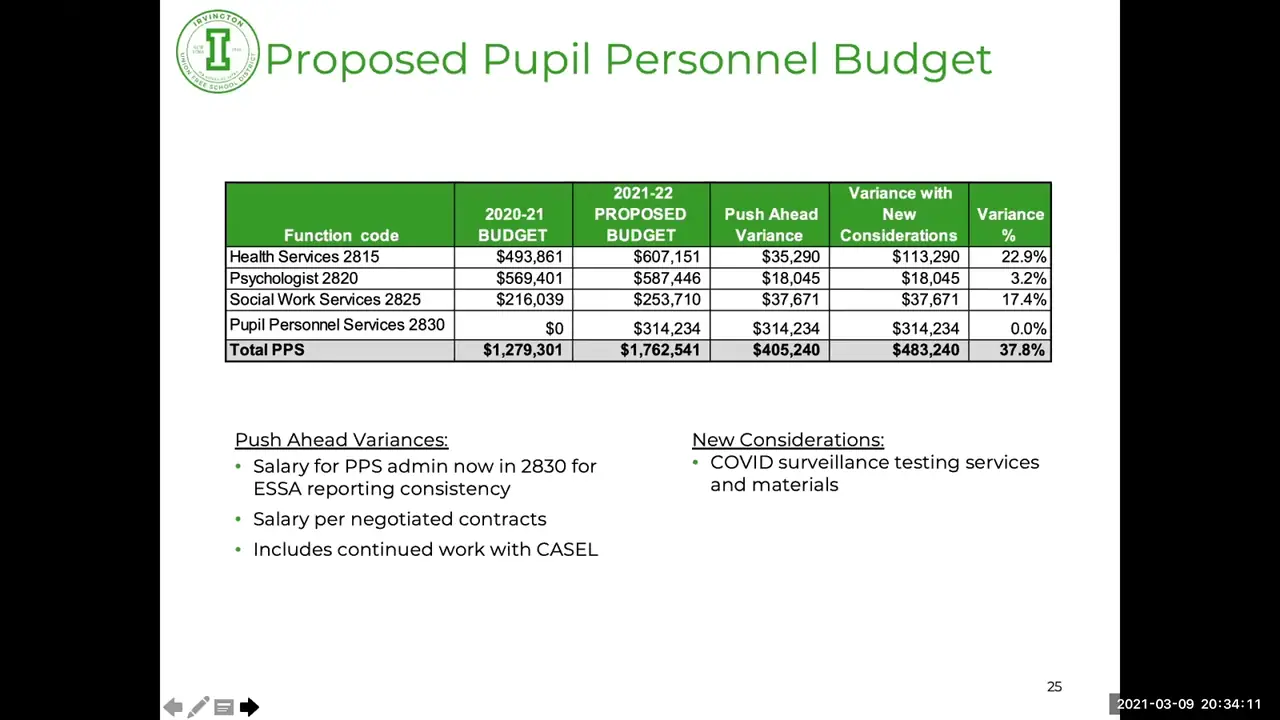 IRVINGTON
UNION FREE SCHOOL DISTRICT
I
Proposed Pupil Personnel Budget
Function code 2020-21 BUDGET 2021-22 PROPOSED BUDGET Push Ahead Variance Variance with New Considerations Variance %
Health Services 2815 $493,861 $607,151 $35,290 $113,290 22.9%
Psychologist 2820 $569,401 $587,446 $18,045 $18,045 3.2%
Social Work Services 2825 $216,039 $253,710 $37,671 $37,671 17.4%
Pupil Personnel Services 2830 $0 $314,234 $314,234 $314,234 0.0%
Total PPS $1,279,301 $1,762,541 $405,240 $483,240 37.8%
Push Ahead Variances:
• Salary for PPS admin now in 2830 for
ESSA reporting consistency
• Salary per negotiated contracts
• Includes continued work with CASEL
New Considerations:
• COVID surveillance testing services
and materials
25
2021-03-09 20:34:11